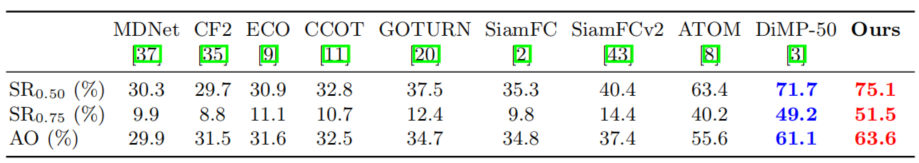 MDNet CF2 ECO CCOT GOTURN SiamFC SiamFCv2 ATOM DiMP-50 Ours
[37] [35] [9] [11] [20] [2] [43] [8] [3]
SR0.50 (%) 30.3 29.7 30.9 32.8 37.5 35.3 40.4 63.4 71.7 75.1
SR0.75 (%) 9.9 8.8 11.1 10.7 12.4 9.8 14.4 40.2 49.2 51.5
AO (%) 29.9 31.5 31.6 32.5 34.7 34.8 37.4 55.6 61.1 63.6